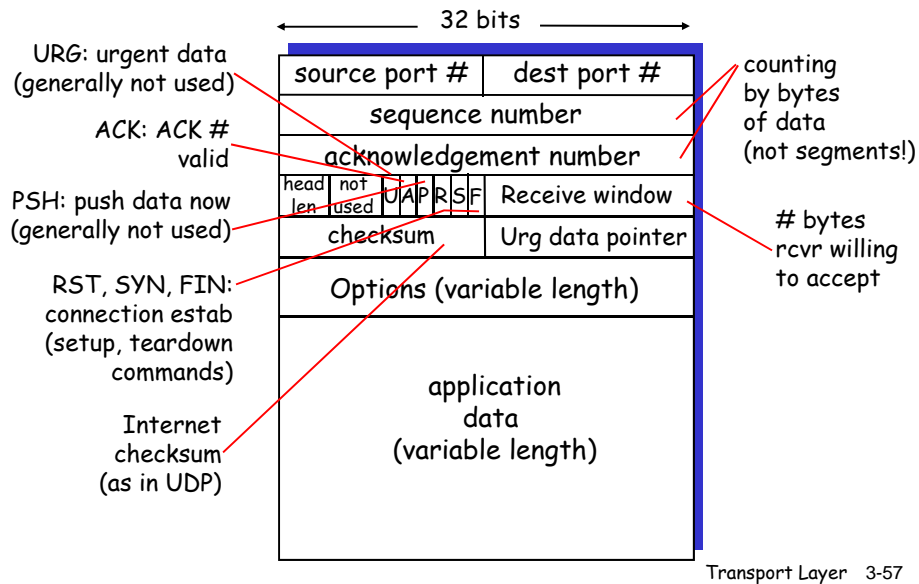 32 bits
URG: urgent data
(generally not used)
ACK: ACK #
valid
PSH: push data now
(generally not used)
RST, SYN, FIN:
connection estab
(setup, teardown
commands)
Internet
checksum
(as in UDP)
source port #
dest port #
sequence number
acknowledgement number
head
len
not
used
U
A
P
R
S
F
Receive window
checksum
Urg data pointer
Options (variable length)
application
data
(variable length)
counting
by bytes
of data
(not segments!)
# bytes
rcvr willing
to accept
Transport Layer 3-57